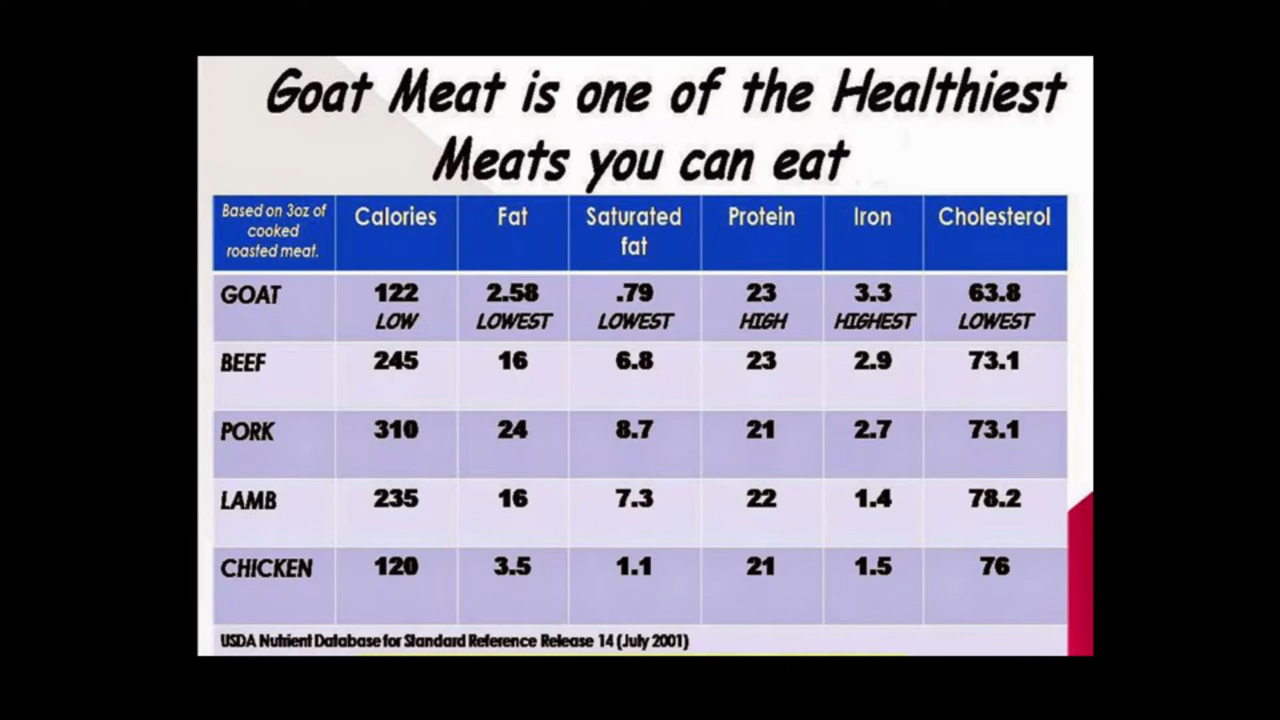 Goat Meat is one of the Healthiest
Meats you can eat
Based on 3oz of cooked roasted meat. Calories Fat Saturated fat Protein Iron Cholesterol
GOAT 122 2.58 .79 23 3.3 63.8
LOW LOWEST LOWEST HIGH HIGHEST LOWEST
BEEF 245 16 6.8 23 2.9 73.1
PORK 310 24 8.7 21 2.7 73.1
LAMB 235 16 7.3 22 1.4 78.2
CHICKEN 120 3.5 1.1 21 1.5 76
USDA Nutrient Database for Standard Reference Release 14 (July 2001)